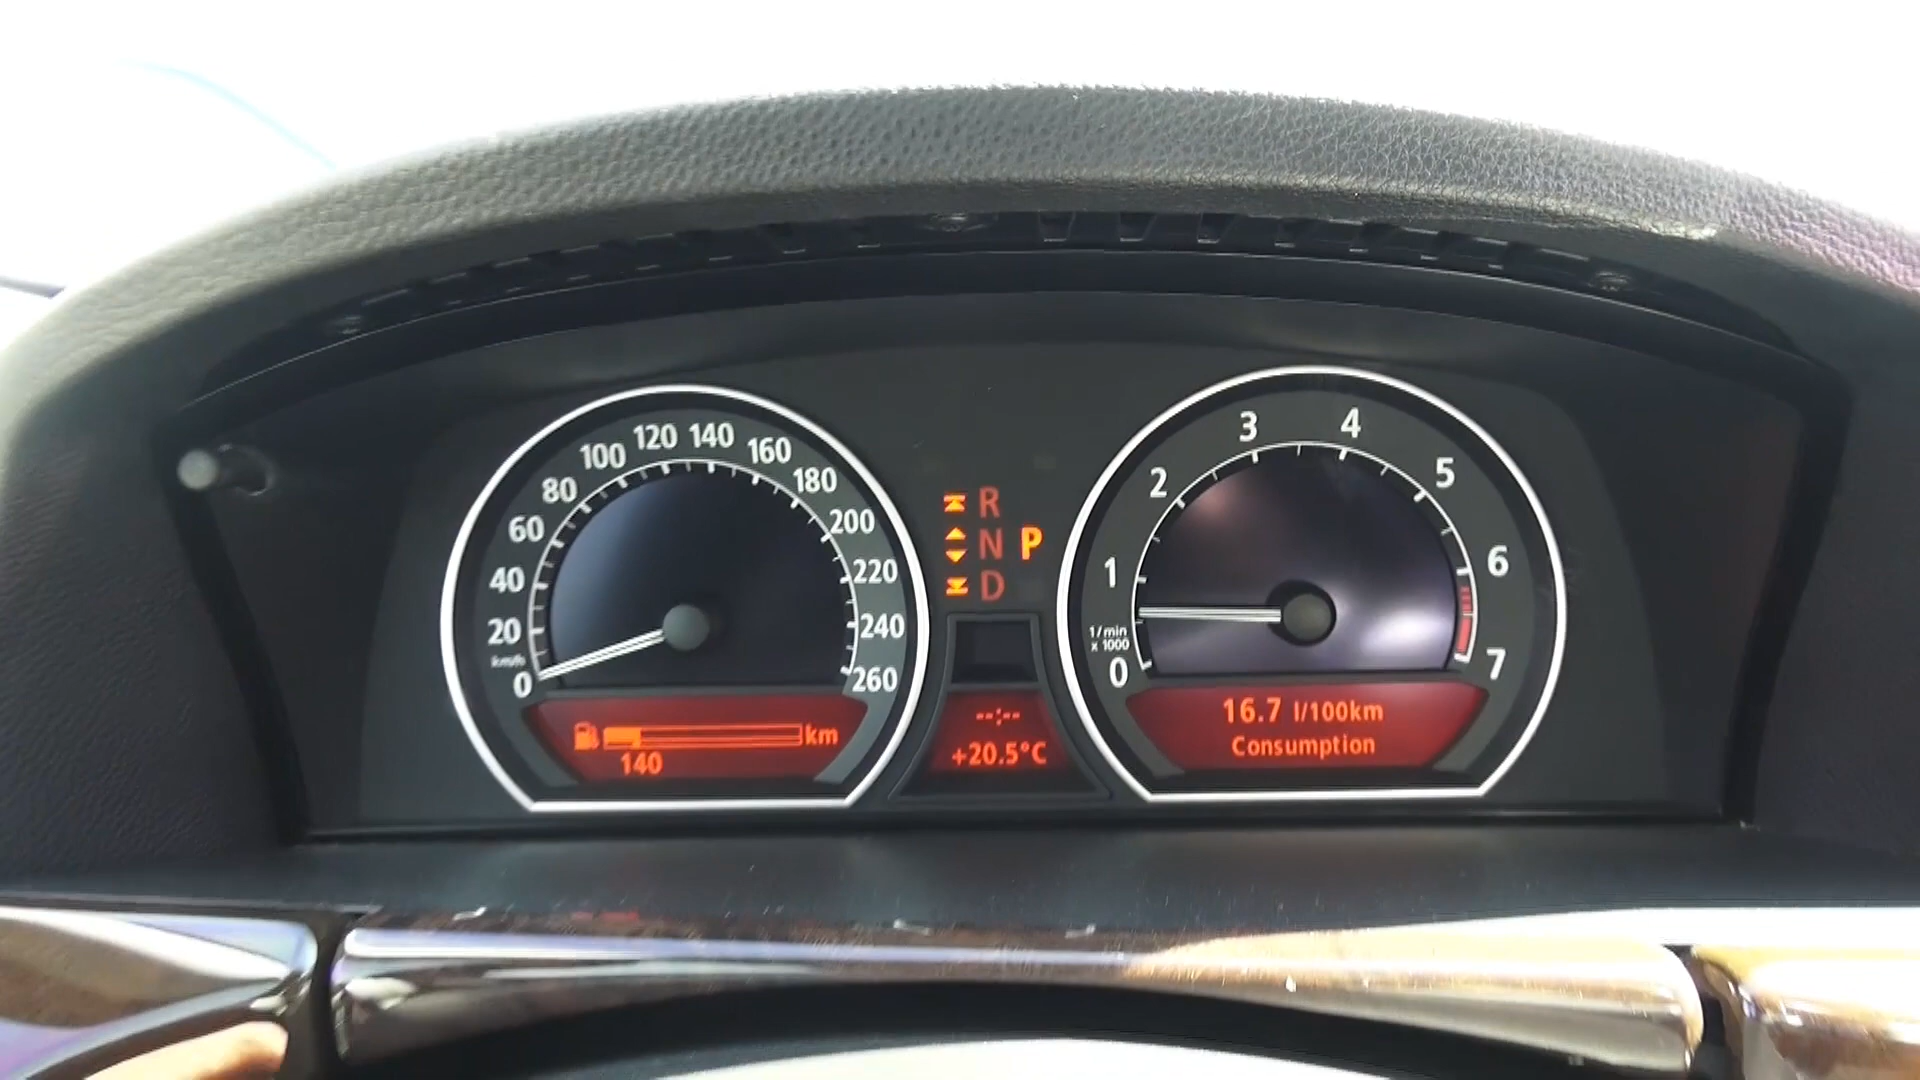 0 20 40 60 80 100 120 140 160 180 200 220 240 260
km/h
km
140
R
N P
D
--:--
+20.5°C
0 1 2 3 4 5 6 7
1/min
x 1000
16.7 l/100km
Consumption